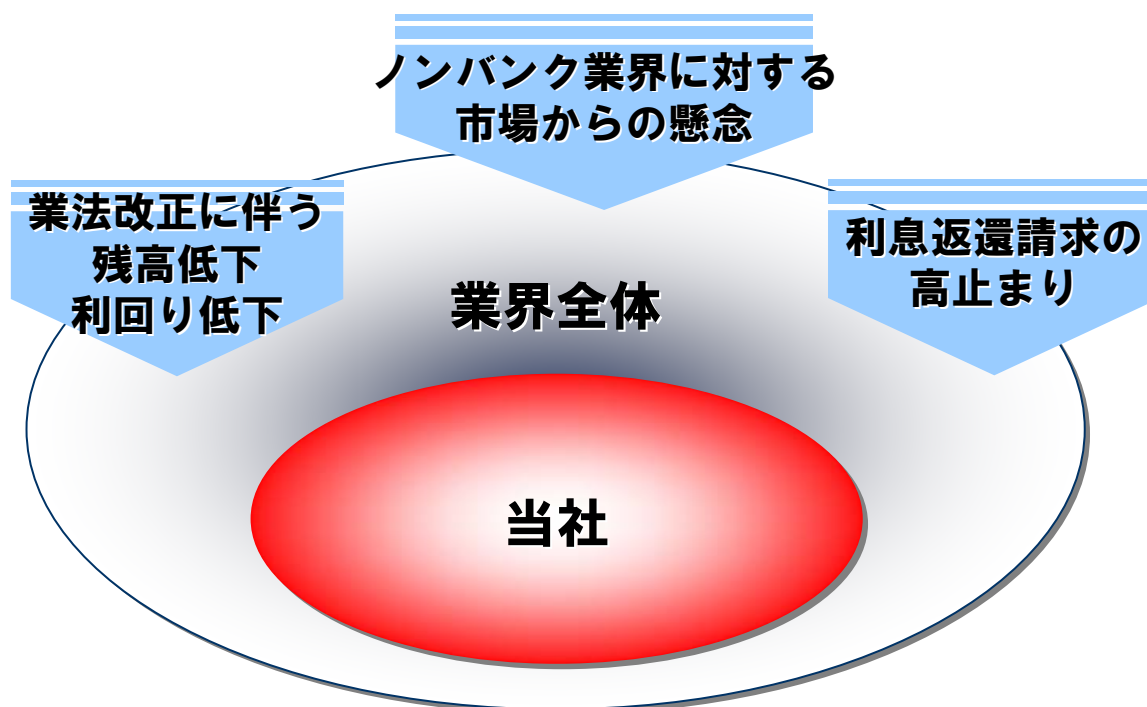 ノンバンク業界に対する
市場からの懸念
業法改正に伴う
残高低下
利回り低下
利息返還請求の
高止まり
業界全体
当社